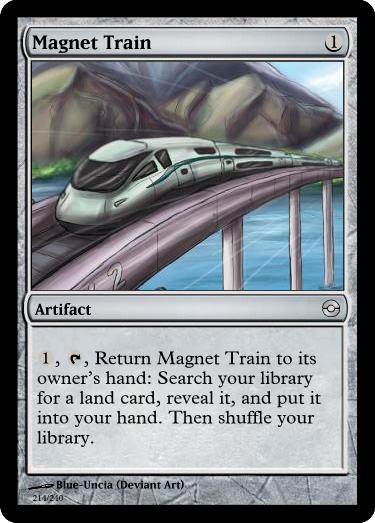 Magnet Train 1
2
Artifact
1, , Return Magnet Train to its
owner's hand: Search your library
for a land card, reveal it, and put it
into your hand. Then shuffle your
library.
Blue-Uncia (Deviant Art)
214/240